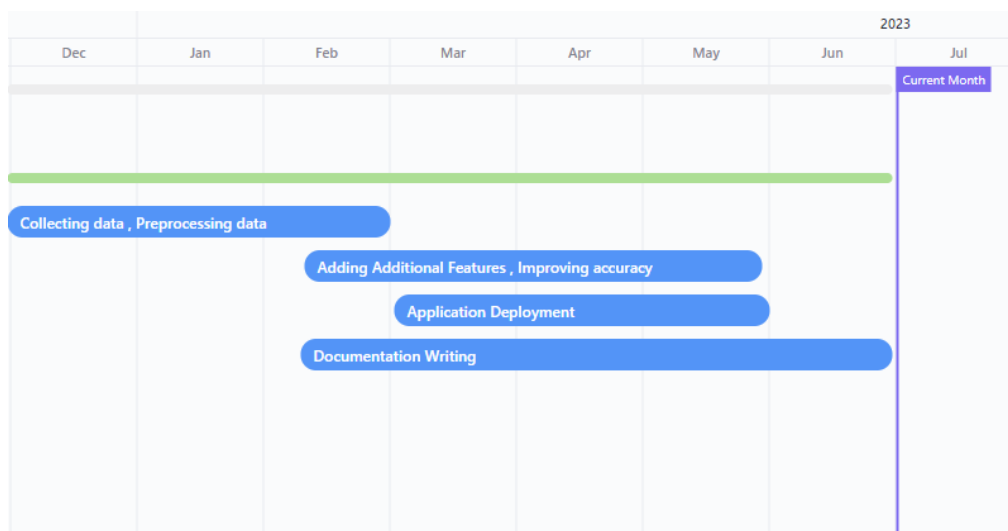 2023
Dec Jan Feb Mar Apr May Jun Jul
Current Month
Collecting data , Preprocessing data
Adding Additional Features , Improving accuracy
Application Deployment
Documentation Writing